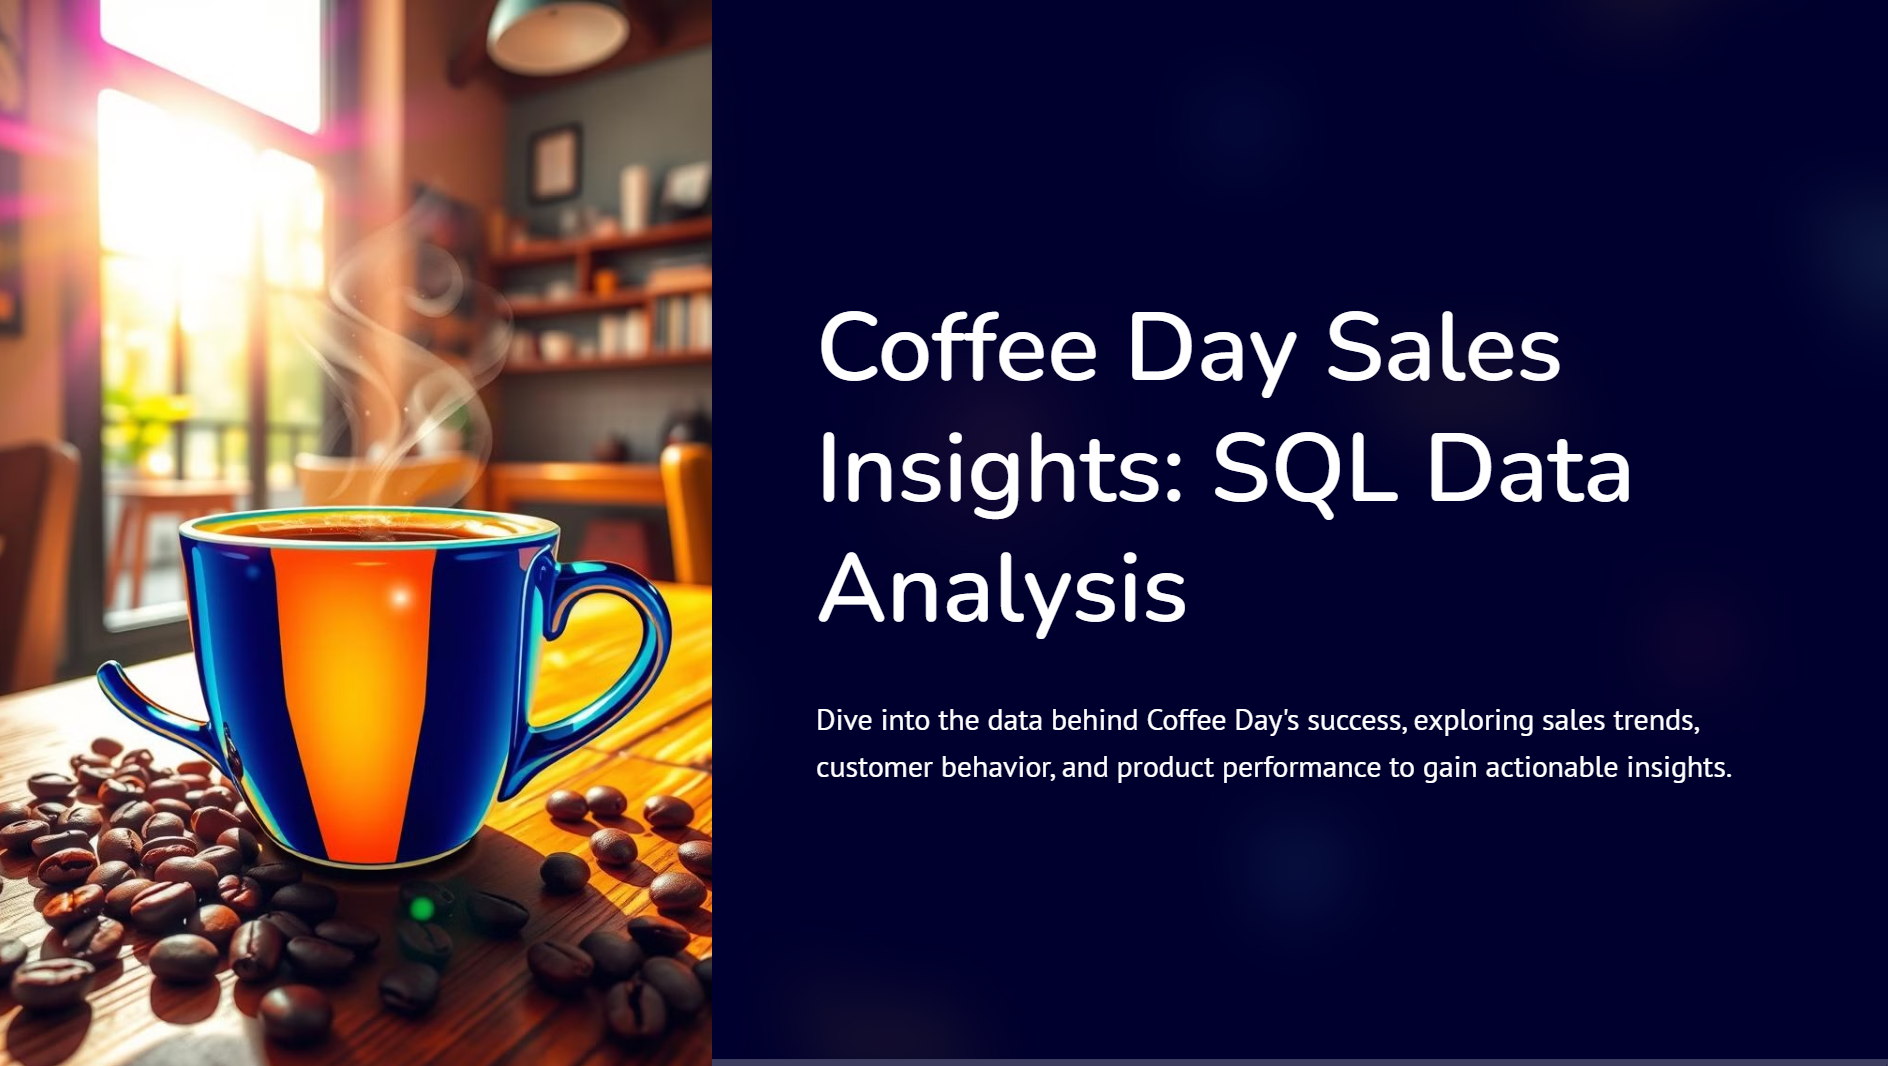 Coffee Day Sales
Insights: SQL Data
Analysis
Dive into the data behind Coffee Day's success, exploring sales trends,
customer behavior, and product performance to gain actionable insights.